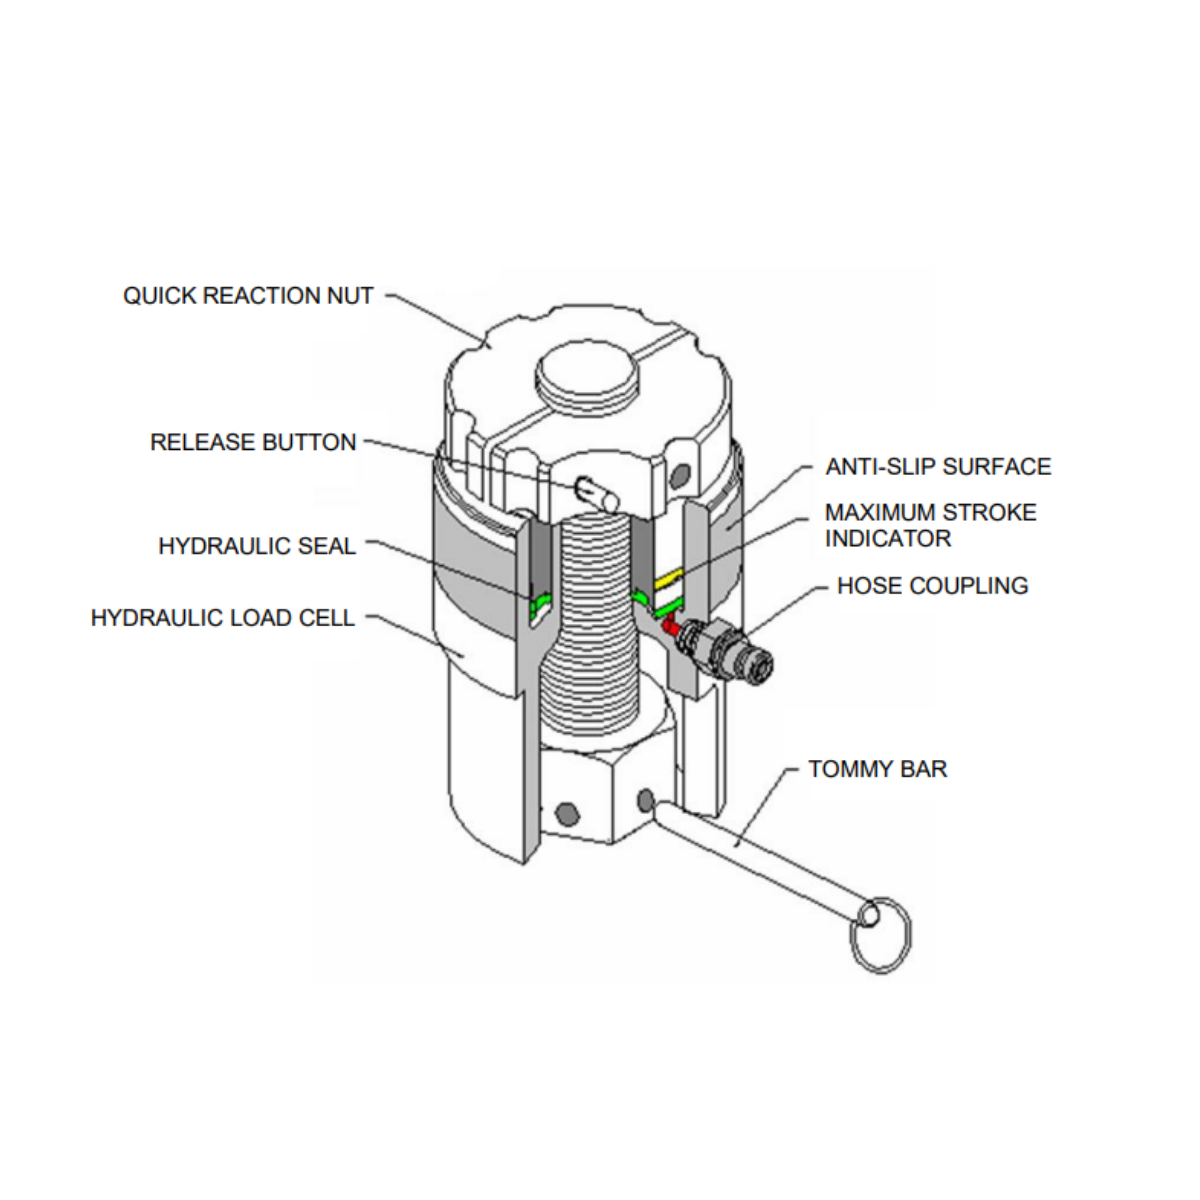 QUICK REACTION NUT
RELEASE BUTTON
HYDRAULIC SEAL
HYDRAULIC LOAD CELL
ANTI-SLIP SURFACE
MAXIMUM STROKE
INDICATOR
HOSE COUPLING
TOMMY BAR